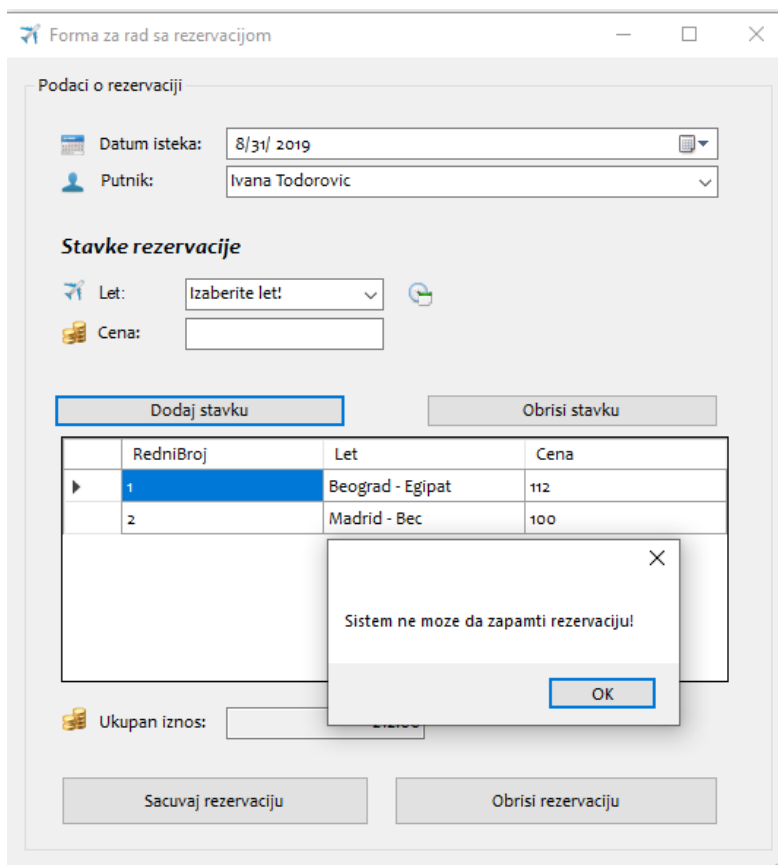 Forma za rad sa rezervacijom
Podaci o rezervaciji
Datum isteka: 8/31/ 2019
Putnik: Ivana Todorovic
Stavke rezervacije
Let: Izaberite let!
Cena:
Dodaj stavku Obrisi stavku
RedniBroj Let Cena
1 Beograd - Egipat 112
2 Madrid - Bec 100
Sistem ne moze da zapamti rezervaciju!
OK
Ukupan iznos:
Sacuvaj rezervaciju Obrisi rezervaciju